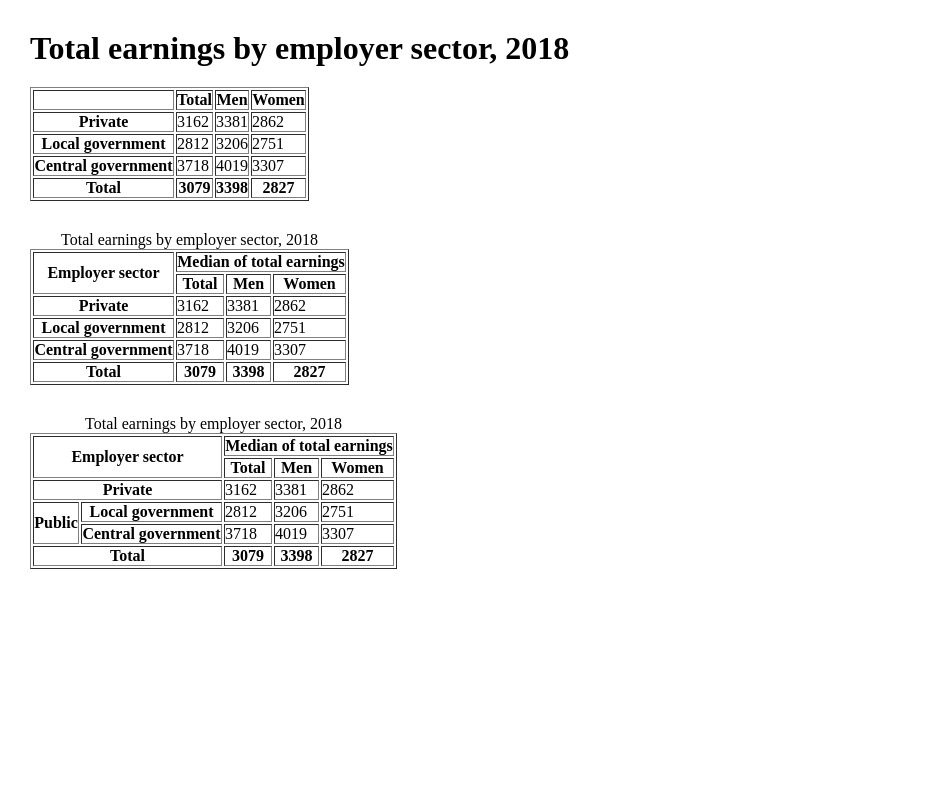 Total earnings by employer sector, 2018
Total Men Women
Private 3162 3381 2862
Local government 2812 3206 2751
Central government 3718 4019 3307
Total 3079 3398 2827
Total earnings by employer sector, 2018
Employer sector Median of total earnings
Total Men Women
Private 3162 3381 2862
Local government 2812 3206 2751
Central government 3718 4019 3307
Total 3079 3398 2827
Total earnings by employer sector, 2018
Employer sector Median of total earnings
Total Men Women
Private 3162 3381 2862
Public Local government 2812 3206 2751
Central government 3718 4019 3307
Total 3079 3398 2827